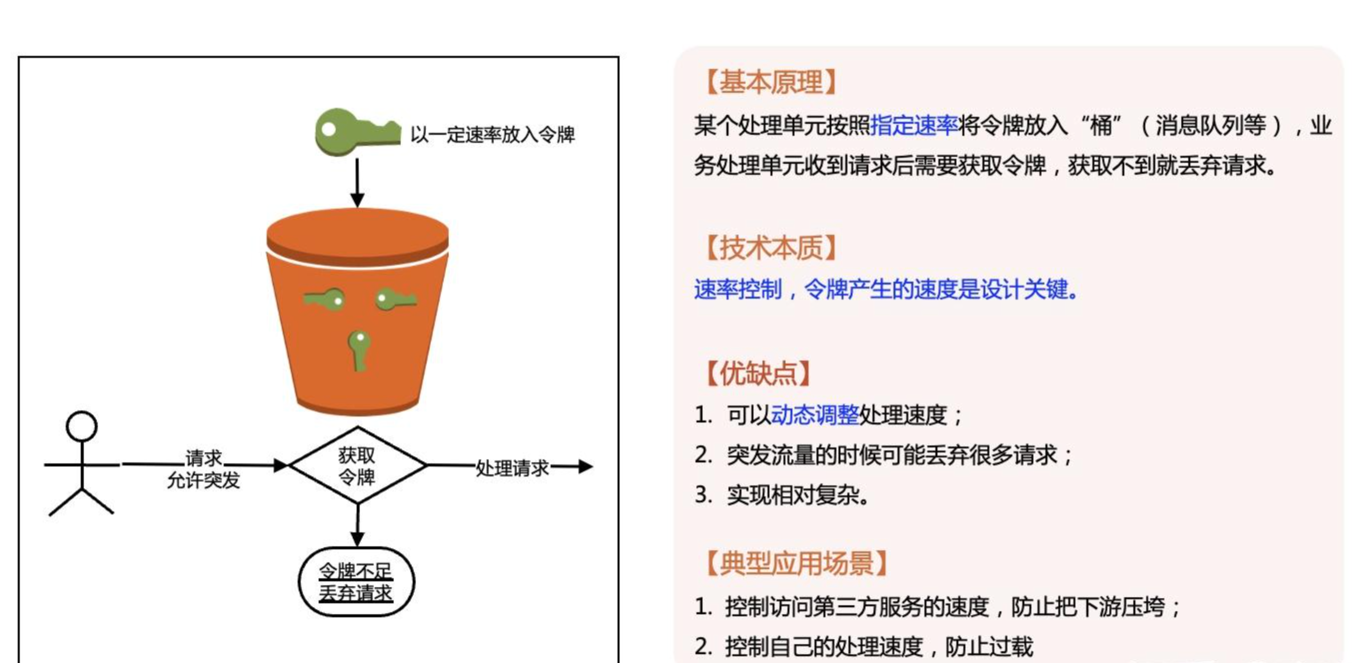 以一定速率放入令牌
请求
允许突发
获取
令牌
处理请求
令牌不足
丢弃请求
【基本原理】
某个处理单元按照指定速率将令牌放入“桶”（消息队列等），业
务处理单元收到请求后需要获取令牌，获取不到就丢弃请求。
【技术本质】
速率控制，令牌产生的速度是设计关键。
【优缺点】
1. 可以动态调整处理速度；
2. 突发流量的时候可能丢弃很多请求；
3. 实现相对复杂。
【典型应用场景】
1. 控制访问第三方服务的速度，防止把下游压垮；
2. 控制自己的处理速度，防止过载